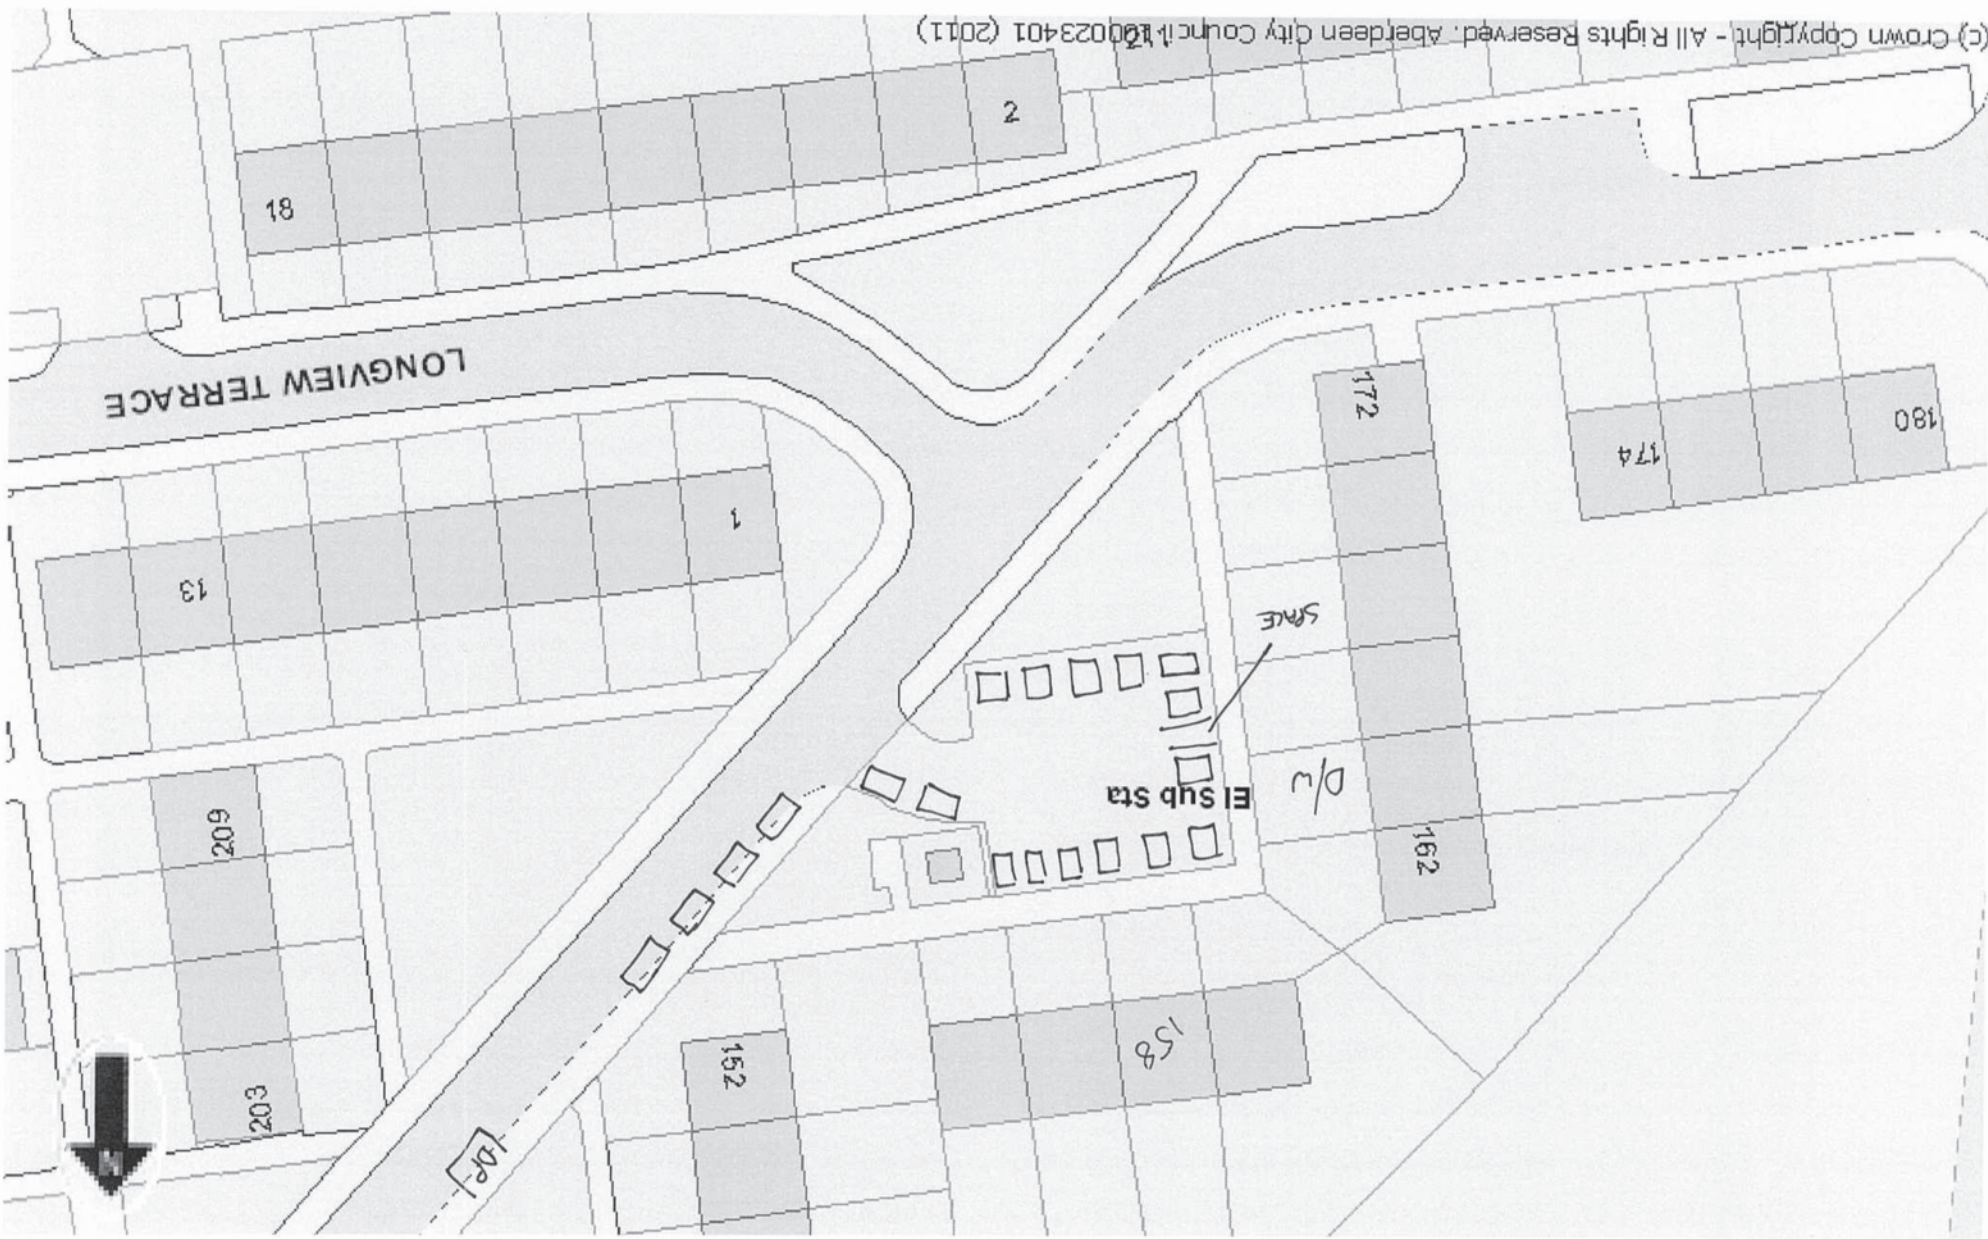 (c) Crown Copyright - All Rights Reserved. Aberdeen City Council 100023401 (2011)
2
18
LONGVIEW TERRACE
172
180
174
1
13
SPACE
El Sub Sta
D/W
162
209
158
152
203
N